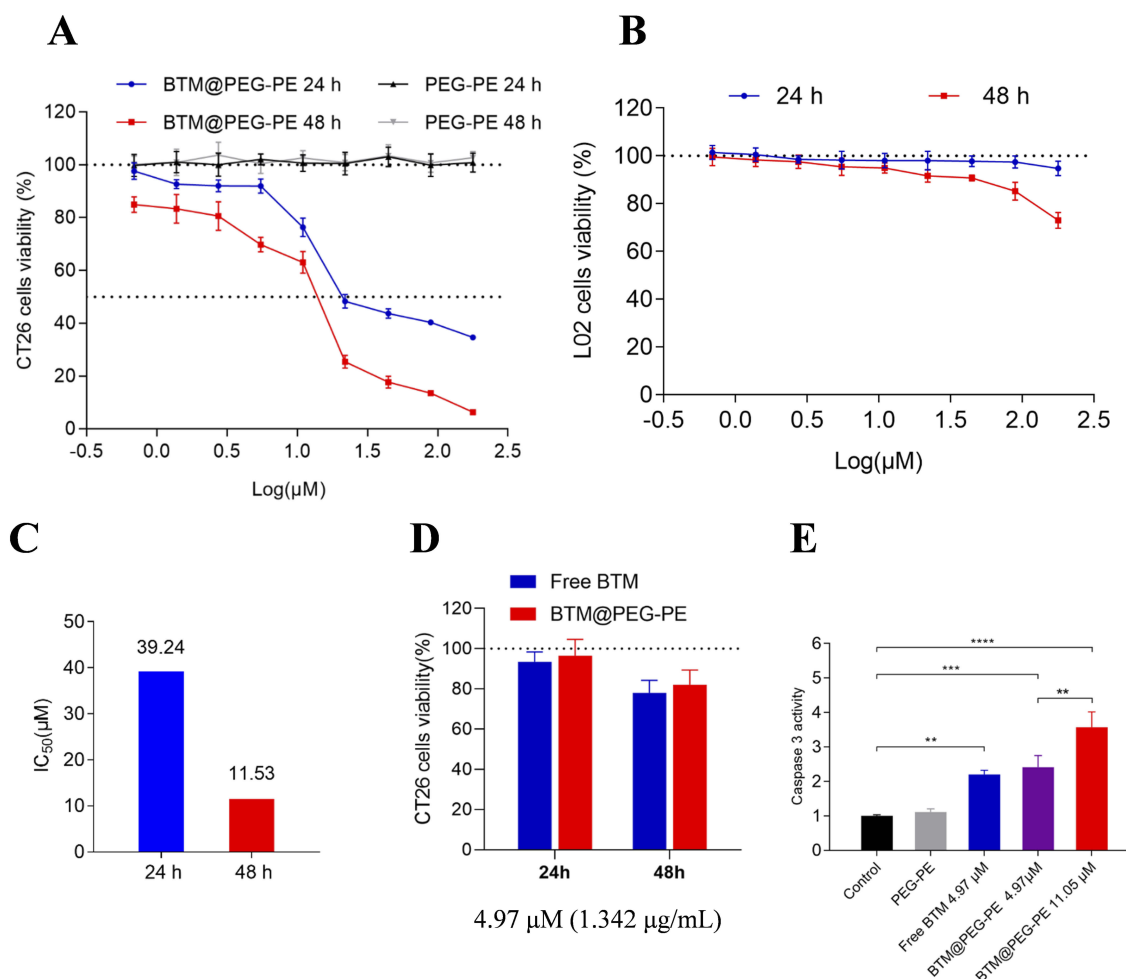 A
BTM@PEG-PE 24 h
PEG-PE 24 h
BTM@PEG-PE 48 h
PEG-PE 48 h
CT26 cells viability (%)
120
100
80
60
40
20
0
-0.5 0.0 0.5 1.0 1.5 2.0 2.5
Log(μM)
B
24 h
48 h
L02 cells viability (%)
120
100
80
60
40
20
0
-0.5 0.0 0.5 1.0 1.5 2.0 2.5
Log(μM)
C
IC50(μM)
50
40
30
20
10
0
39.24
11.53
24 h 48 h
D
Free BTM
BTM@PEG-PE
CT26 cells viability(%)
120
100
80
60
40
20
0
24h 48h
4.97 μM (1.342 μg/mL)
E
Caspase 3 activity
6
5
4
3
2
1
0
****
***
**
**
Control
PEG-PE
Free BTM 4.97 μM
BTM@PEG-PE 4.97μM
BTM@PEG-PE 11.05 μM